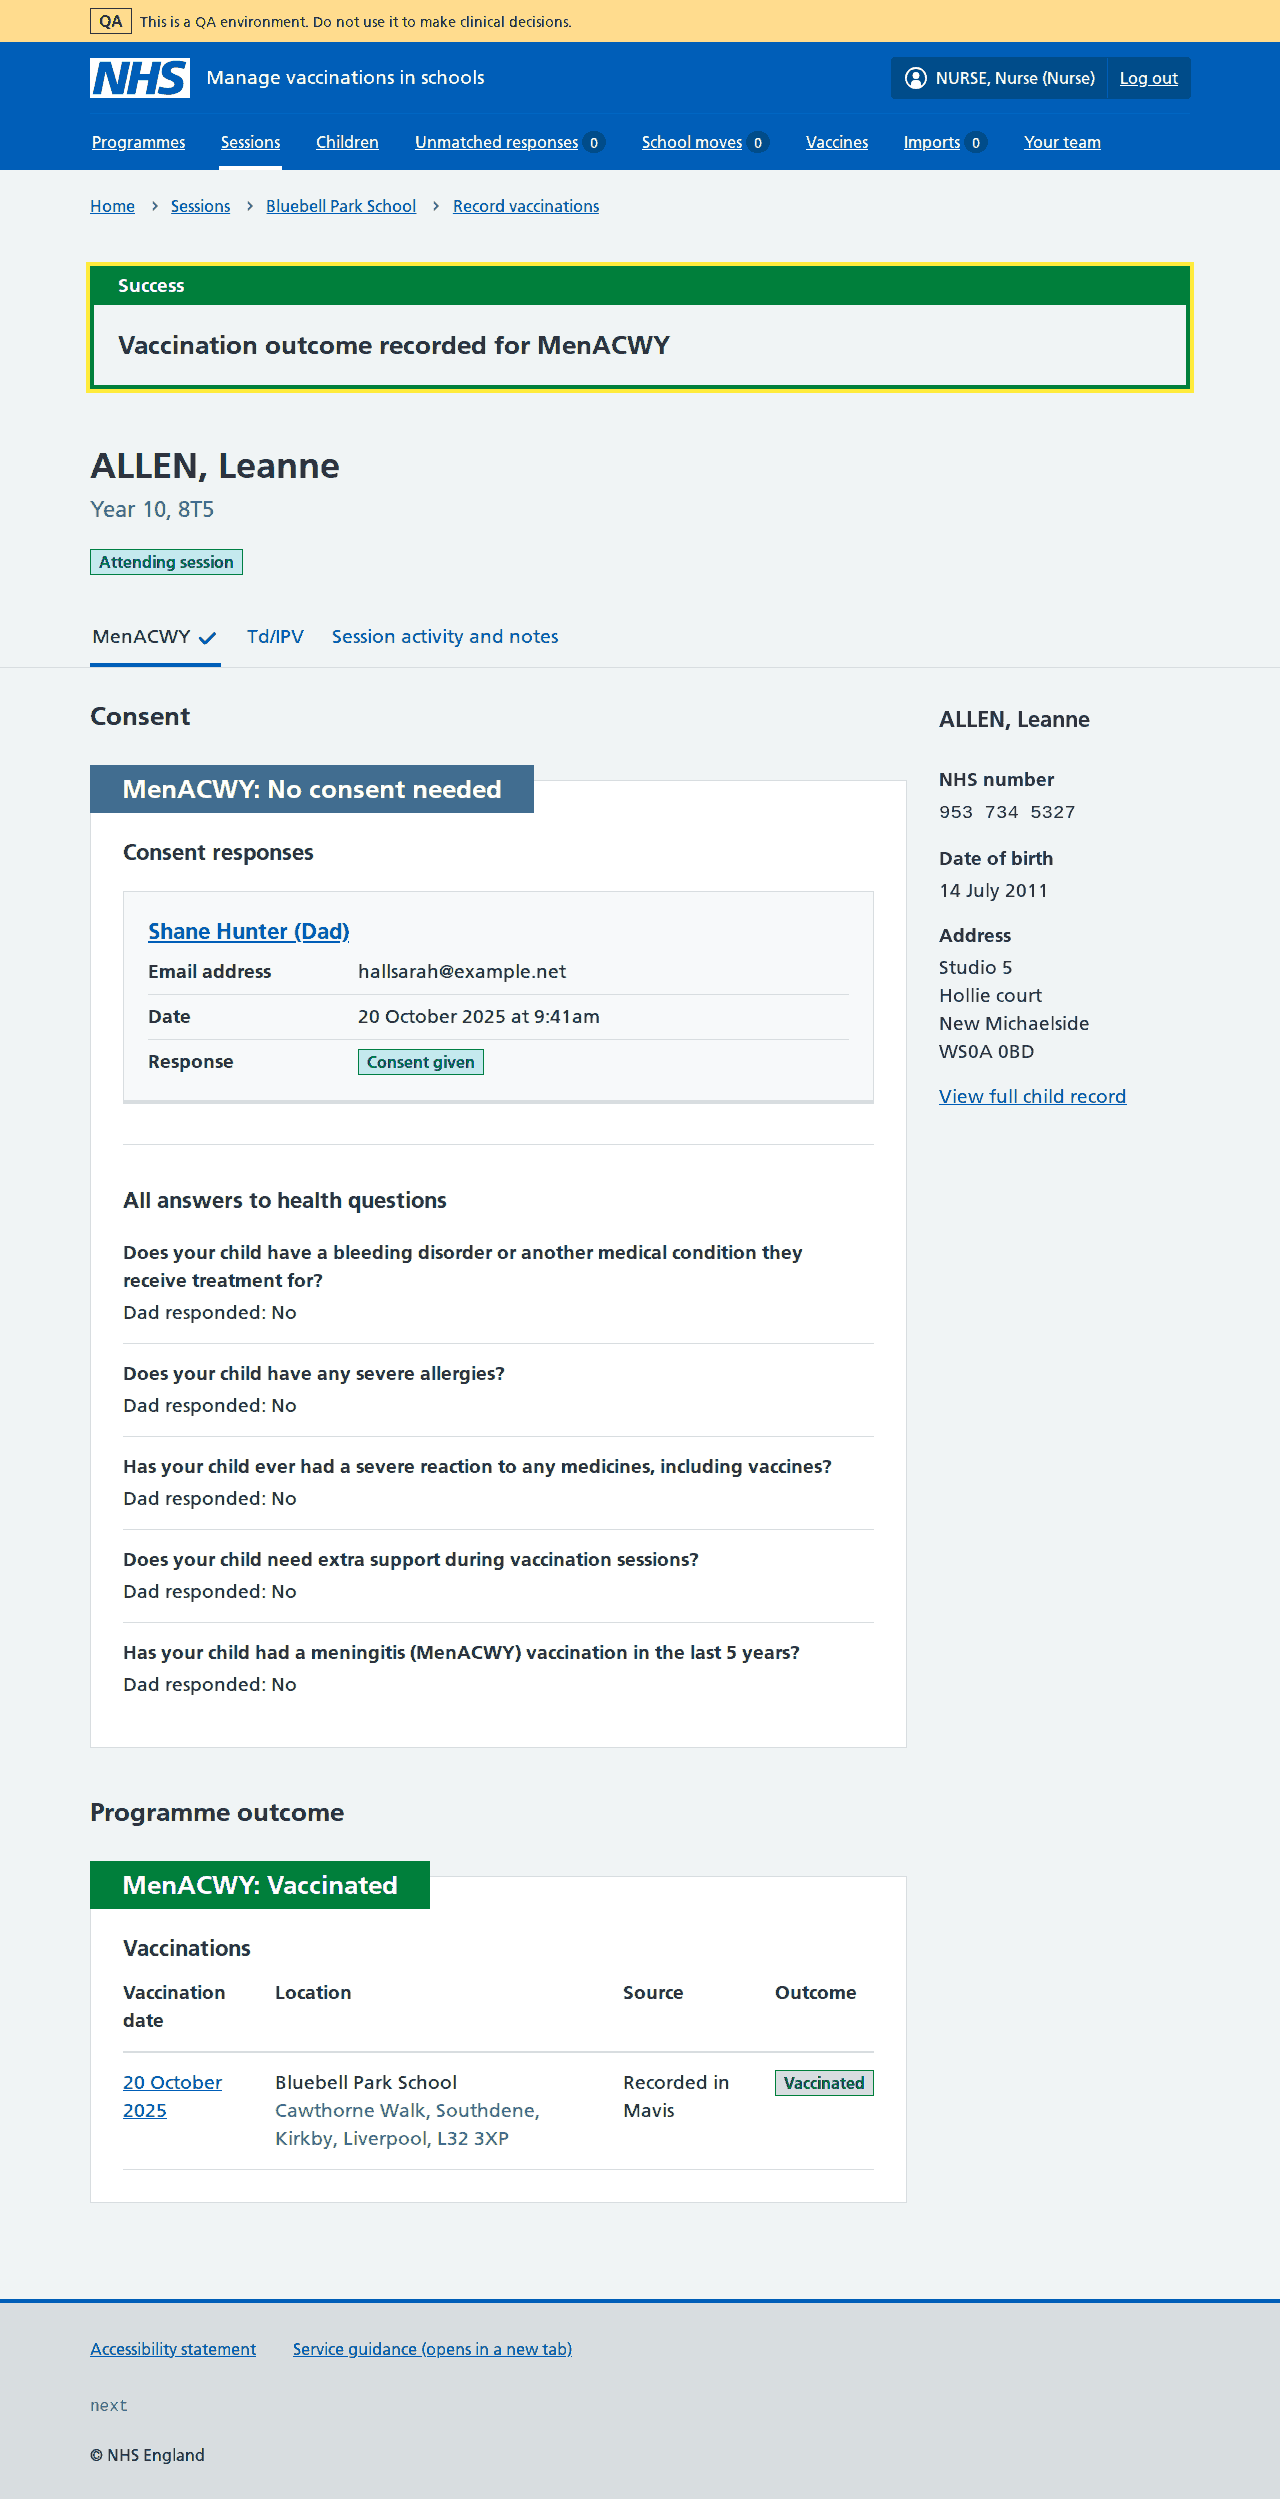 QA This is a QA environment. Do not use it to make clinical decisions.
NHS Manage vaccinations in schools NURSE, Nurse (Nurse) Log out
Programmes Sessions Children Unmatched responses 0 School moves 0 Vaccines Imports 0 Your team
Home Sessions Bluebell Park School Record vaccinations
Success
Vaccination outcome recorded for MenACWY
ALLEN, Leanne
Year 10, 8T5
Attending session
MenACWY Td/IPV Session activity and notes
Consent
MenACWY: No consent needed
Consent responses
Shane Hunter (Dad)
Email address hallsarah@example.net
Date 20 October 2025 at 9:41am
Response Consent given
All answers to health questions
Does your child have a bleeding disorder or another medical condition they
receive treatment for?
Dad responded: No
Does your child have any severe allergies?
Dad responded: No
Has your child ever had a severe reaction to any medicines, including vaccines?
Dad responded: No
Does your child need extra support during vaccination sessions?
Dad responded: No
Has your child had a meningitis (MenACWY) vaccination in the last 5 years?
Dad responded: No
ALLEN, Leanne
NHS number
953 734 5327
Date of birth
14 July 2011
Address
Studio 5
Hollie court
New Michaelside
WS0A 0BD
View full child record
Programme outcome
MenACWY: Vaccinated
Vaccinations
Vaccination date Location Source Outcome
20 October 2025 Bluebell Park School Recorded in Mavis Vaccinated
Cawthorne Walk, Southdene,
Kirkby, Liverpool, L32 3XP
Accessibility statement Service guidance (opens in a new tab)
next
© NHS England